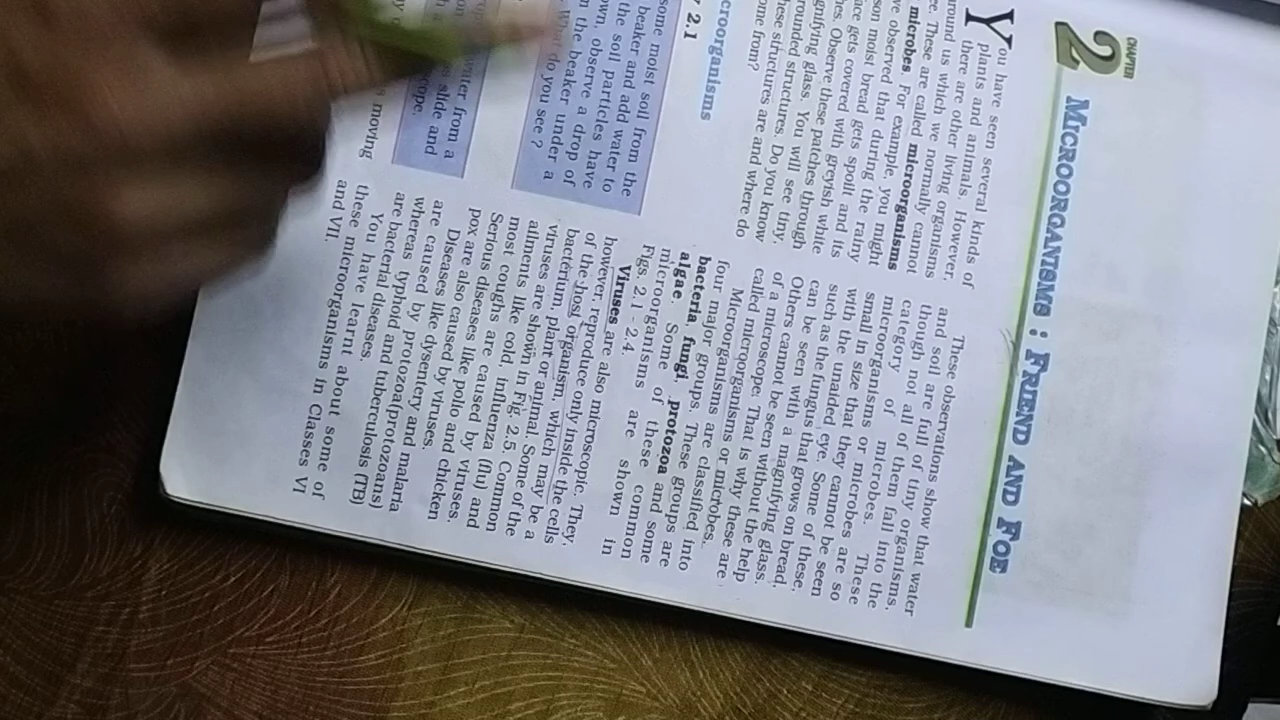 CHAPTER
2
MICROORGANISMS : FRIEND AND FOE
You have seen several kinds of
plants and animals. However,
there are other living organisms
around us which we normally cannot
see. These are called microorganisms
microbes. For example, you might
have observed that during the rainy
season moist bread gets spoilt and its
surface gets covered with greyish white
patches. Observe these patches through
magnifying glass. You will see tiny,
rounded structures. Do you know
these structures are and where do
come from?
croorganisms
2.1
some moist soil from the
beaker and add water to
the soil particles have
own, observe a drop of
the beaker under a
do you see?
water from a
slide and
moving
These observations show that water
and soil are full of tiny organisms,
though not all of them fall into the
category of microbes. These
microorganisms or microbes are so
small in size that they cannot be seen
with the unaided eye. Some of these
such as the fungus that grows on bread,
can be seen with a magnifying glass.
Others cannot be seen without the help
of a microscope. That is why these are
called microorganisms or microbes.
Microorganisms are classified into
four major groups. These groups are
bacteria, fungi, protozoa and some
algae. Some of these common
microorganisms are shown in
Figs. 2.1 - 2.4.
Viruses are also microscopic. They,
however, reproduce only inside the cells
of the host organism, which may be a
bacterium, plant or animal. Some of the
viruses are shown in Fig. 2.5. Common
ailments like cold, influenza (flu) and
most coughs are caused by viruses.
Serious diseases like polio and chicken
pox are also caused by viruses.
Diseases like dysentery and malaria
are caused by protozoa(protozoans)
whereas typhoid and tuberculosis (TB)
are bacterial diseases.
You have learnt about some of
these microorganisms in Classes VI
and VII.